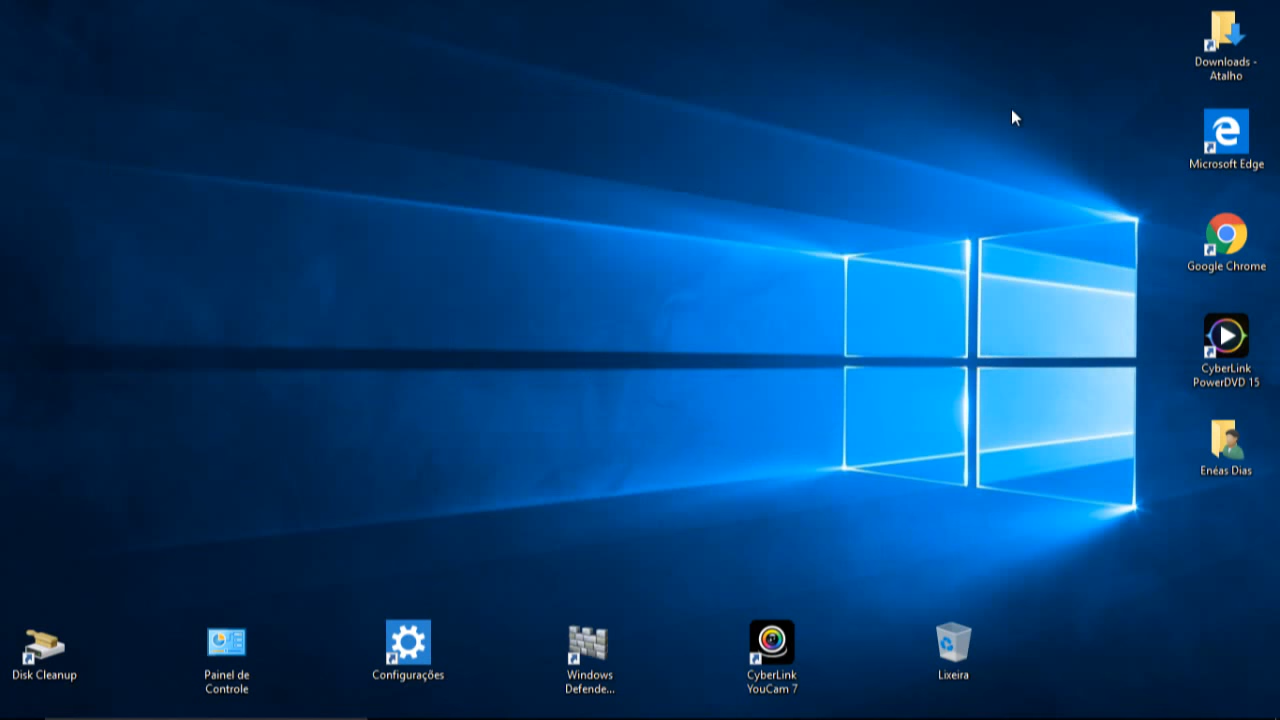 Downloads -
Atalho
Microsoft Edge
Google Chrome
CyberLink
PowerDVD 15
Enéas Dias
Disk Cleanup
Painel de
Controle
Configurações
Windows
Defende...
CyberLink
YouCam 7
Lixeira